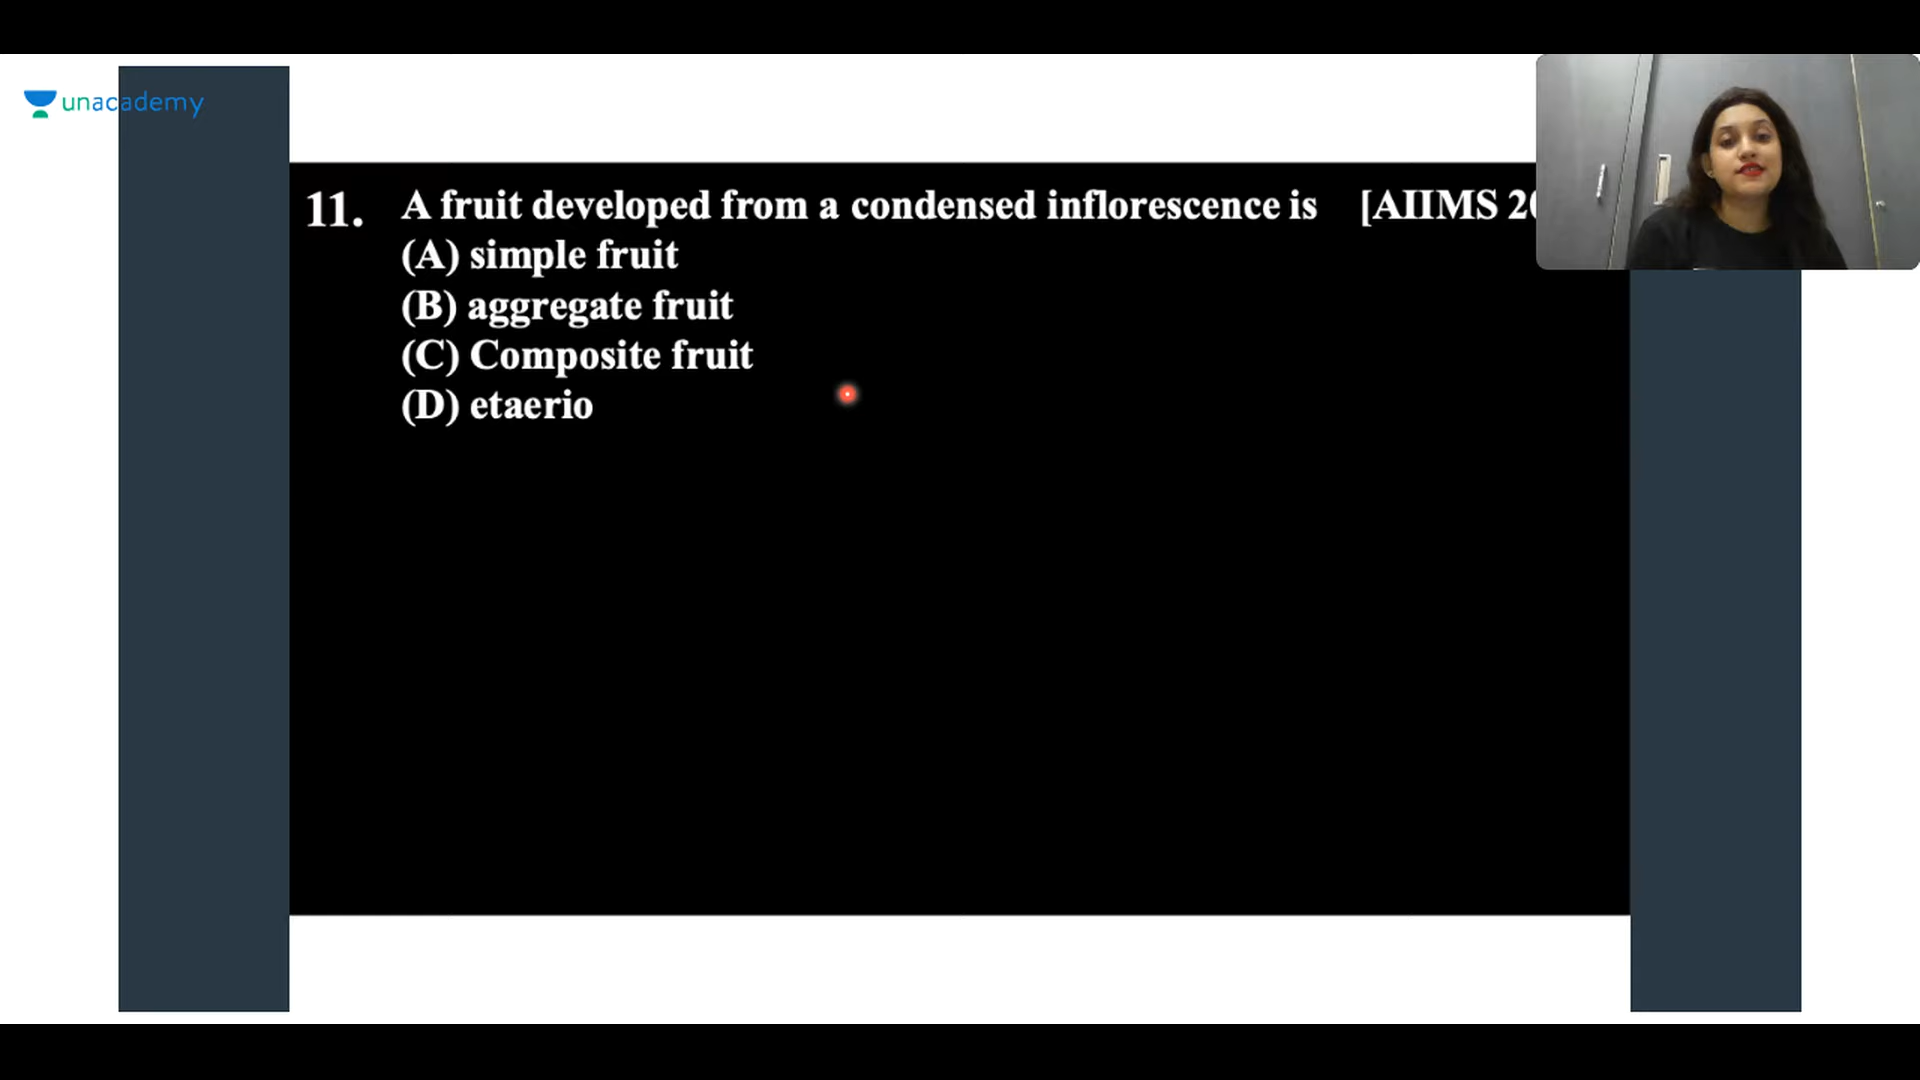 unacademy
11. A fruit developed from a condensed inflorescence is [AIIMS
(A) simple fruit
(B) aggregate fruit
(C) Composite fruit
(D) etaerio